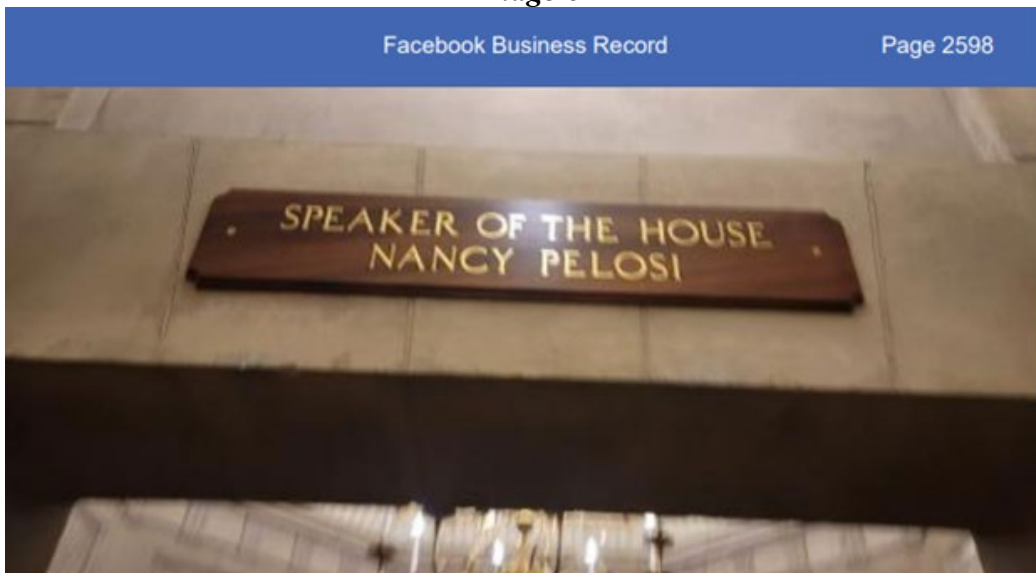 Facebook Business Record Page 2598
SPEAKER OF THE HOUSE
NANCY PELOSI